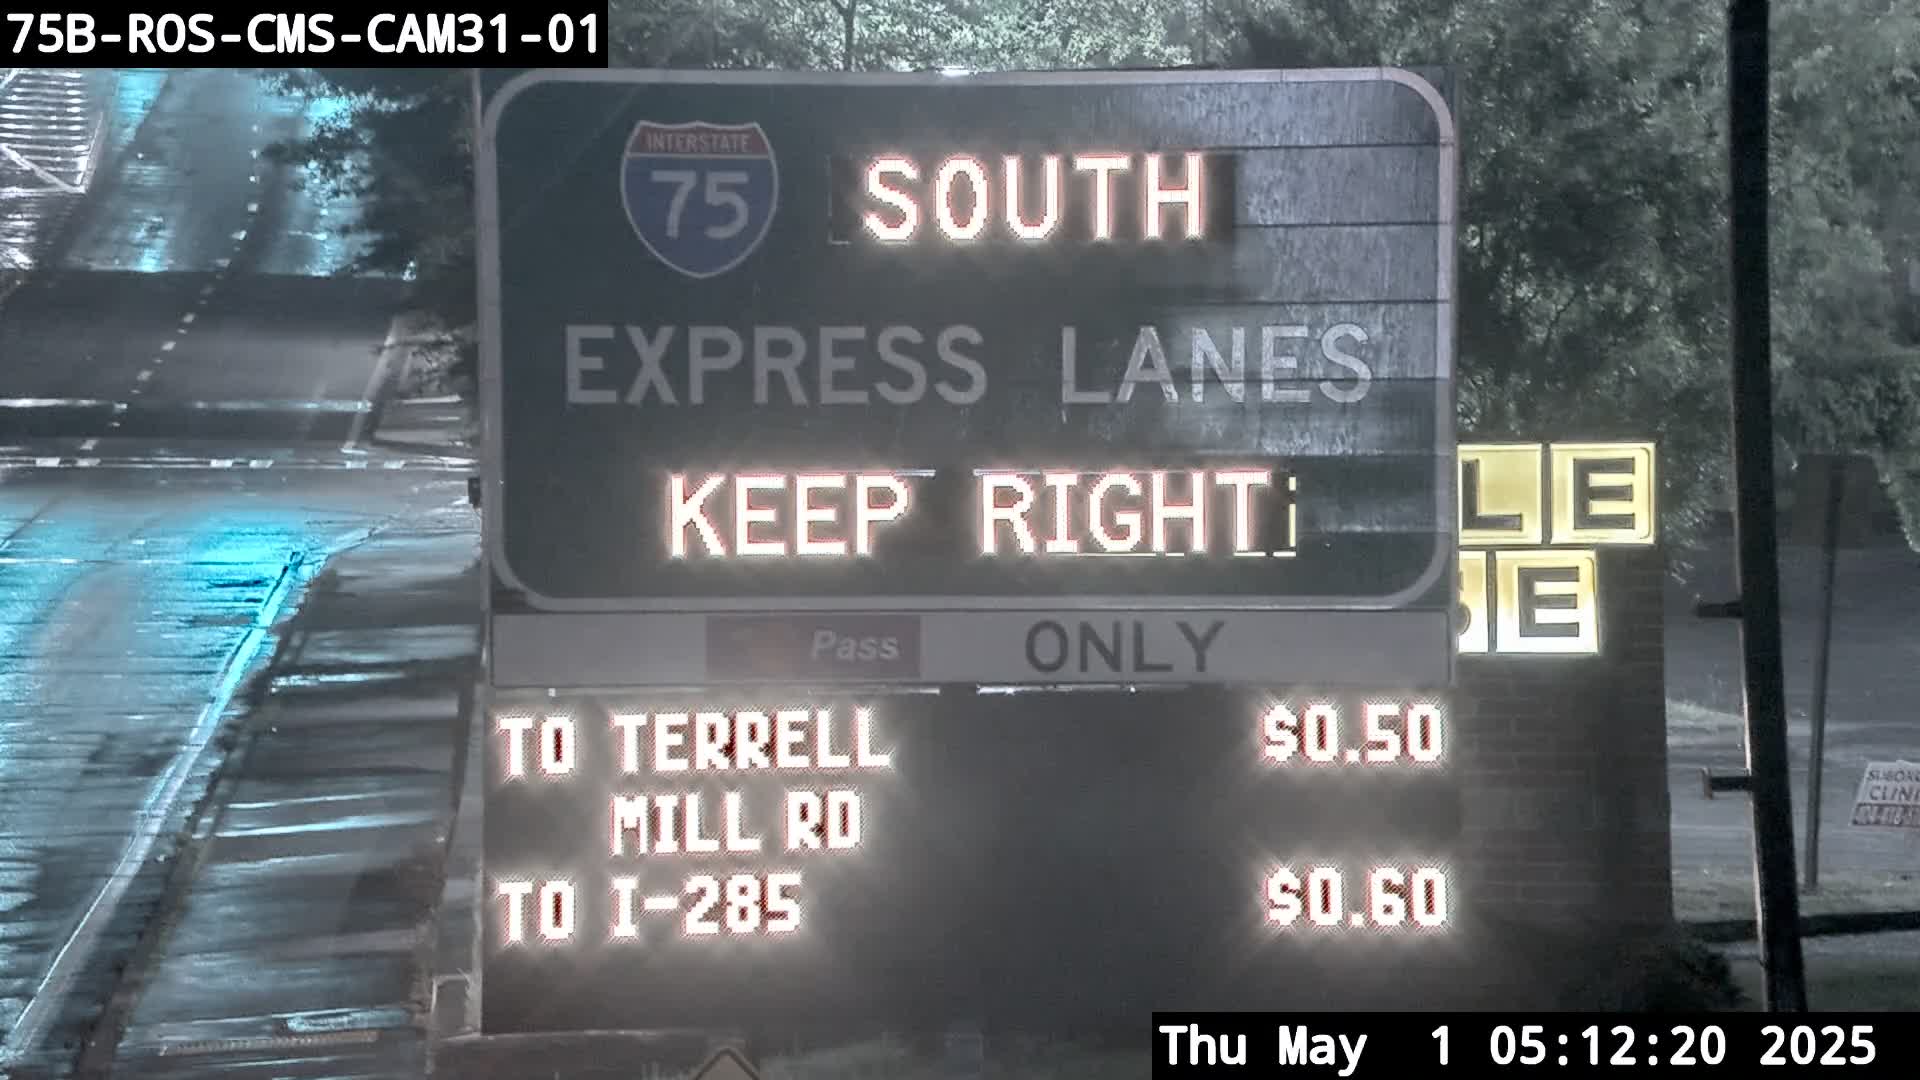 75B-ROS-CMS-CAM31-01
INTERSTATE
75
SOUTH
EXPRESS LANES
KEEP RIGHT
Pass ONLY
TO TERRELL $0.50
MILL RD
TO I-285 $0.60
LE
E
CLINI
Thu May 1 05:12:20 2025